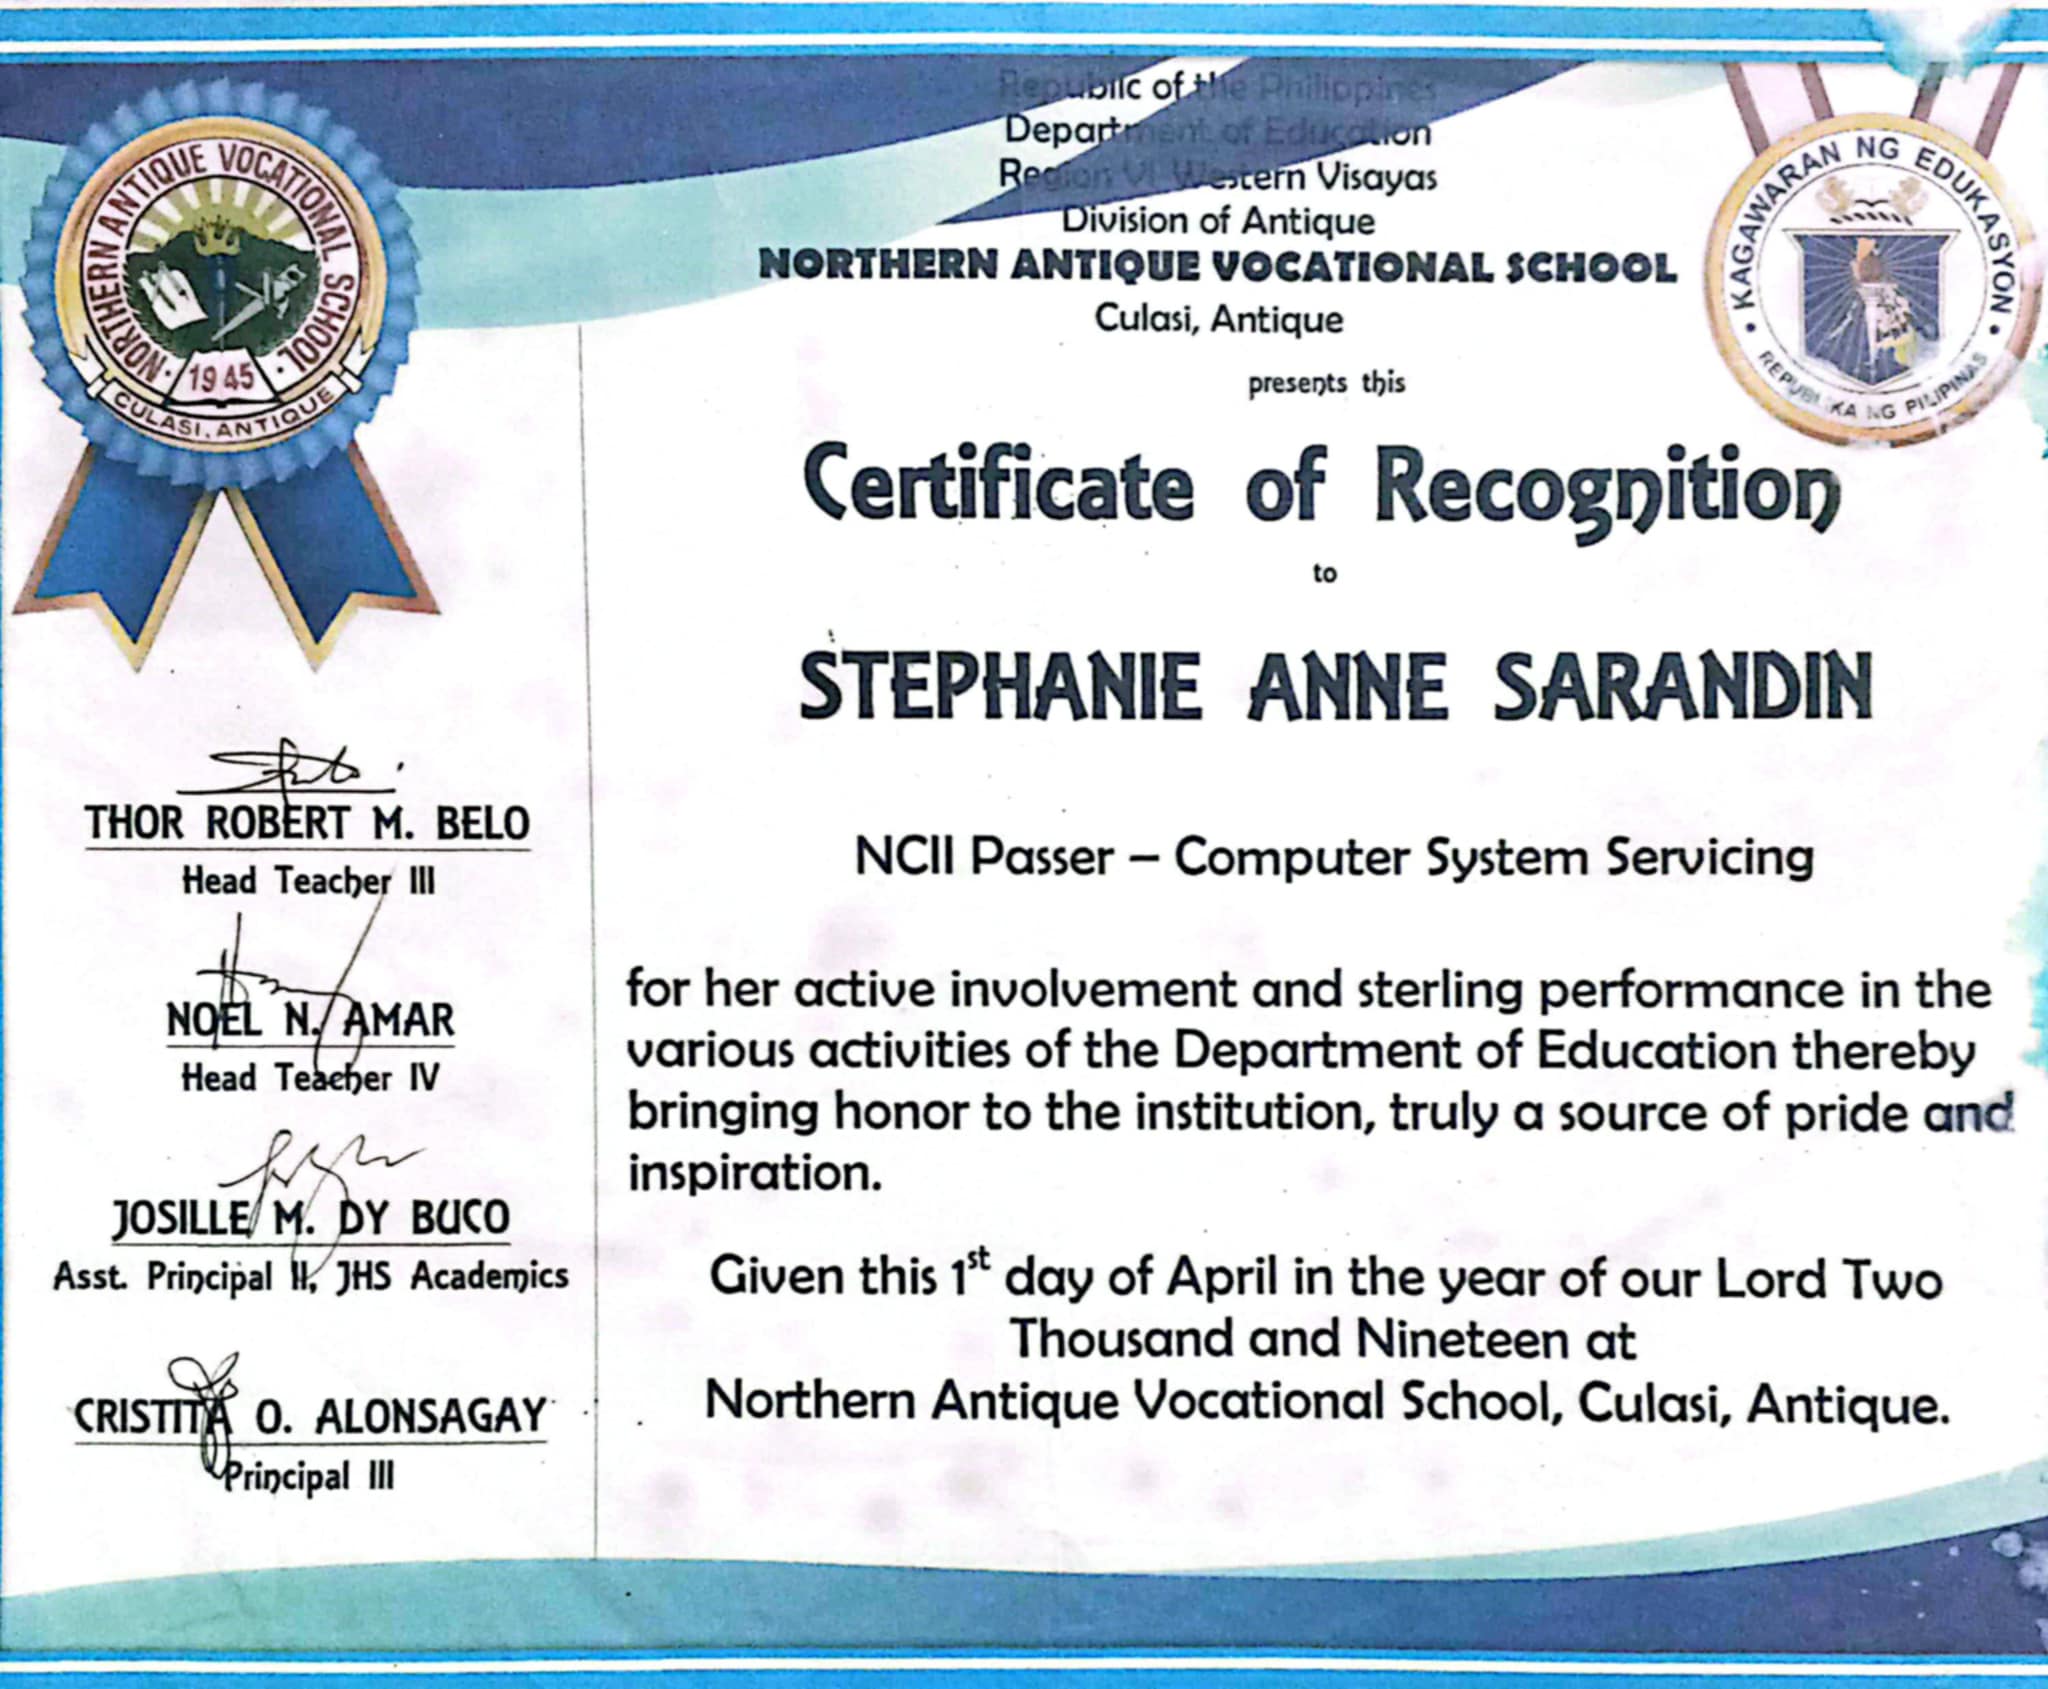 Republic of the Philippines
Department of Education
Region VI Western Visayas
Division of Antique
NORTHERN ANTIQUE VOCATIONAL SCHOOL
Culasi, Antique
presents this
Certificate of Recognition
to
STEPHANIE ANNE SARANDIN
NCII Passer – Computer System Servicing
for her active involvement and sterling performance in the
various activities of the Department of Education thereby
bringing honor to the institution, truly a source of pride and
inspiration.
Given this 1st day of April in the year of our Lord Two
Thousand and Nineteen at
Northern Antique Vocational School, Culasi, Antique.
NORTHERN ANTIQUE VOCATIONAL SCHOOL
1945
CULASI, ANTIQUE
THOR ROBERT M. BELO
Head Teacher III
NOEL N. AMAR
Head Teacher IV
JOSILLE M. DY BUCO
Asst. Principal II, JHS Academics
CRISTITA O. ALONSAGAY
Principal III
KAGAWARAN NG EDUKASYON
REPUBLIKA NG PILIPINAS